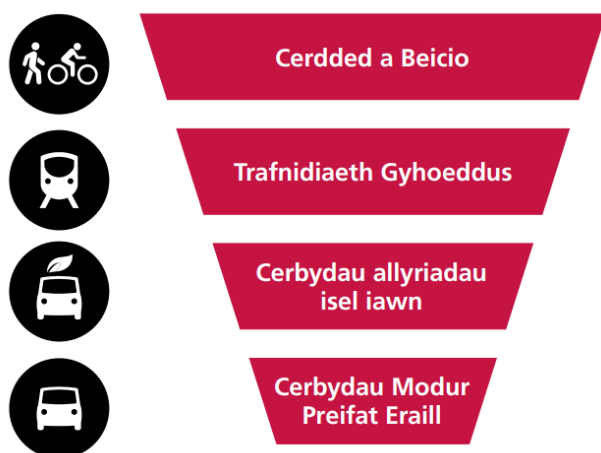 Cerdded a Beicio
Trafnidiaeth Gyhoeddus
Cerbydau allyriadau
isel iawn
Cerbydau Modur
Preifat Eraill